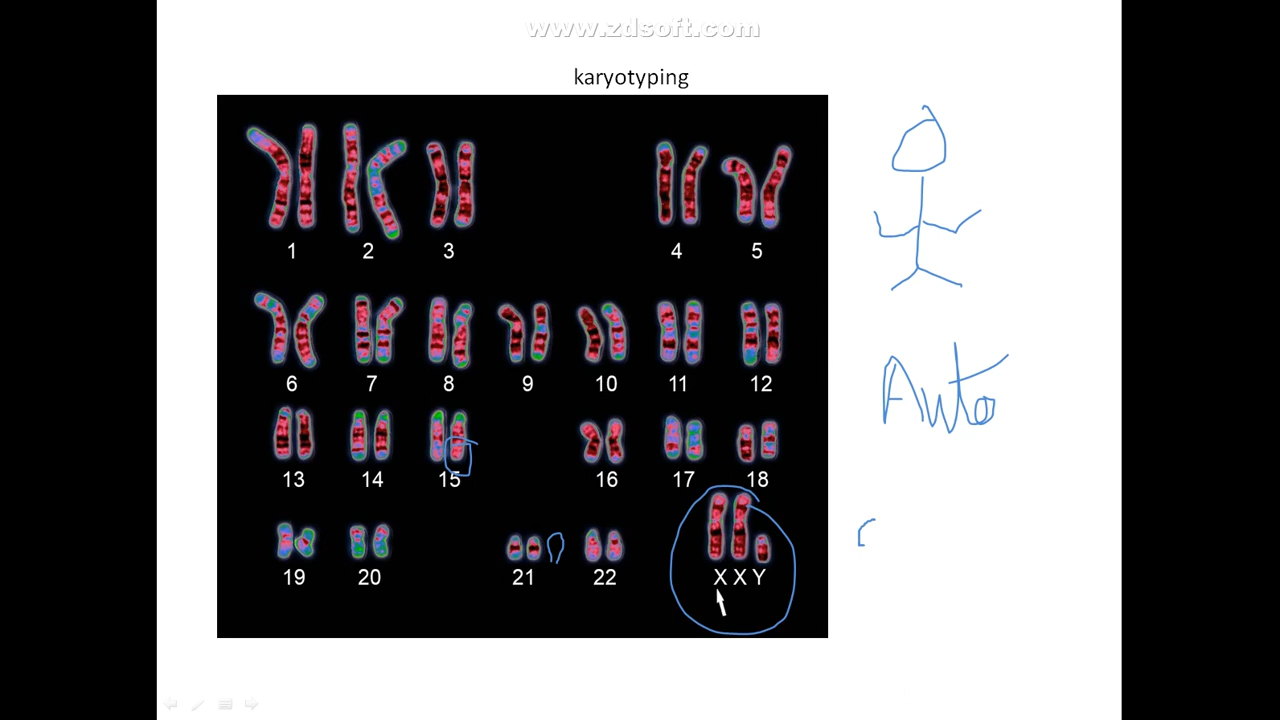 www.zdsoft.com
karyotyping
1 2 3 4 5
6 7 8 9 10 11 12
Auto
13 14 15 16 17 18
19 20 21 22 X X Y